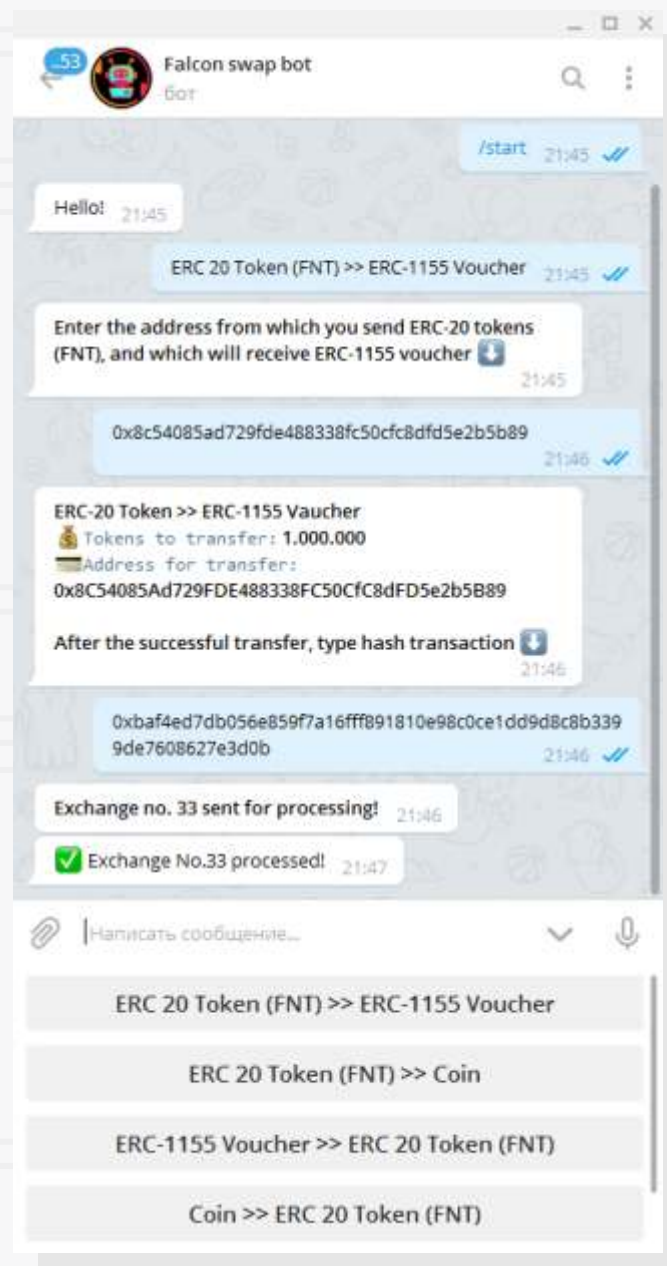 ..53
Falcon swap bot
бот
/start 21:45
Hello! 21:45
ERC 20 Token (FNT) >> ERC-1155 Voucher 21:45
Enter the address from which you send ERC-20 tokens
(FNT), and which will receive ERC-1155 voucher
21:45
0x8c54085ad729fde488338fc50cfc8dfd5e2b5b89
21:46
ERC-20 Token >> ERC-1155 Vaucher
Tokens to transfer: 1.000.000
Address for transfer:
0x8C54085Ad729FDE488338FC50CfC8dFD5e2b5B89
After the successful transfer, type hash transaction
21:46
0xbaf4ed7db056e859f7a16fff891810e98c0ce1dd9d8c8b339
9de7608627e3d0b
21:46
Exchange no. 33 sent for processing! 21:46
Exchange No.33 processed! 21:47
Написать сообщение...
ERC 20 Token (FNT) >> ERC-1155 Voucher
ERC 20 Token (FNT) >> Coin
ERC-1155 Voucher >> ERC 20 Token (FNT)
Coin >> ERC 20 Token (FNT)